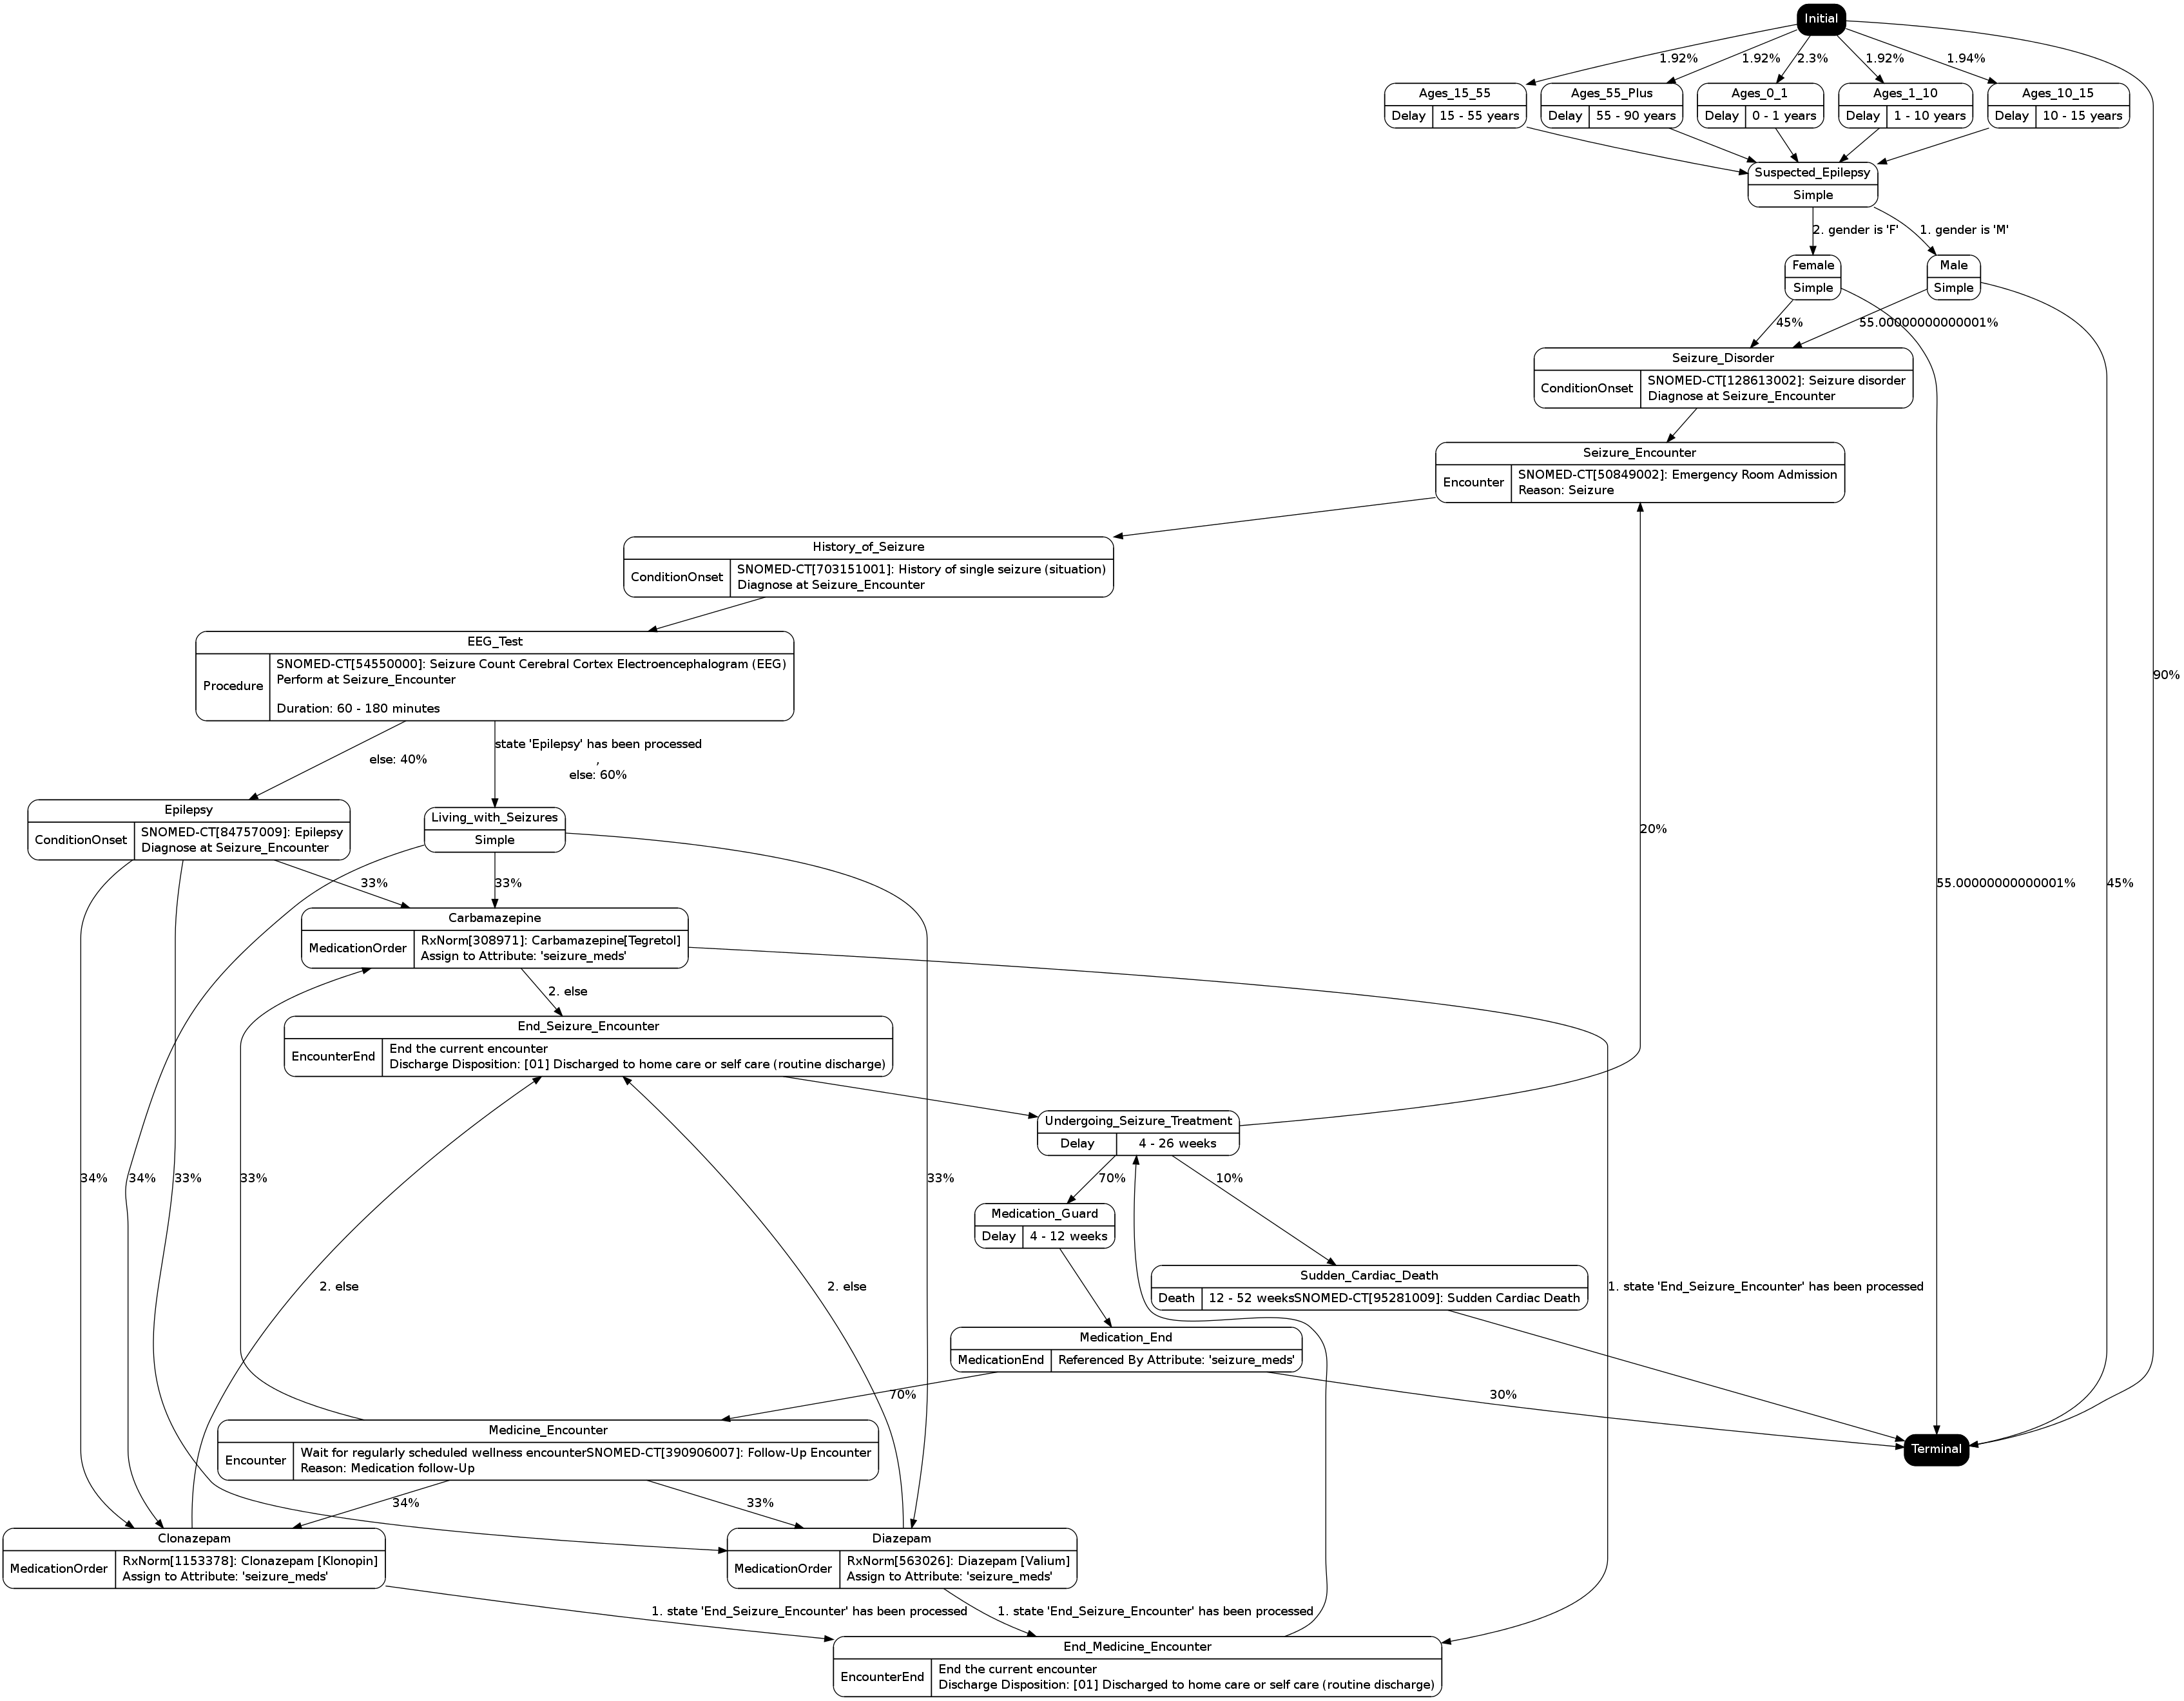 Initial
1.92%
1.92%
2.3%
1.92%
1.94%
Ages_15_55
Delay
15 - 55 years
Ages_55_Plus
Delay
55 - 90 years
Ages_0_1
Delay
0 - 1 years
Ages_1_10
Delay
1 - 10 years
Ages_10_15
Delay
10 - 15 years
Suspected_Epilepsy
Simple
2. gender is 'F'
1. gender is 'M'
Female
Simple
Male
Simple
45%
55.00000000000001%
Seizure_Disorder
ConditionOnset
SNOMED-CT[128613002]: Seizure disorder
Diagnose at Seizure_Encounter
Seizure_Encounter
Encounter
SNOMED-CT[50849002]: Emergency Room Admission
Reason: Seizure
History_of_Seizure
ConditionOnset
SNOMED-CT[703151001]: History of single seizure (situation)
Diagnose at Seizure_Encounter
EEG_Test
Procedure
SNOMED-CT[54550000]: Seizure Count Cerebral Cortex Electroencephalogram (EEG)
Perform at Seizure_Encounter
Duration: 60 - 180 minutes
90%
else: 40%
state 'Epilepsy' has been processed
,
else: 60%
Epilepsy
ConditionOnset
SNOMED-CT[84757009]: Epilepsy
Diagnose at Seizure_Encounter
Living_with_Seizures
Simple
20%
33%
33%
55.00000000000001%
45%
Carbamazepine
MedicationOrder
RxNorm[308971]: Carbamazepine[Tegretol]
Assign to Attribute: 'seizure_meds'
2. else
End_Seizure_Encounter
EncounterEnd
End the current encounter
Discharge Disposition: [01] Discharged to home care or self care (routine discharge)
Undergoing_Seizure_Treatment
Delay
4 - 26 weeks
34%
34%
33%
33%
33%
70%
10%
Medication_Guard
Delay
4 - 12 weeks
Sudden_Cardiac_Death
Death
12 - 52 weeksSNOMED-CT[95281009]: Sudden Cardiac Death
2. else
2. else
1. state 'End_Seizure_Encounter' has been processed
Medication_End
MedicationEnd
Referenced By Attribute: 'seizure_meds'
70%
30%
Medicine_Encounter
Encounter
Wait for regularly scheduled wellness encounterSNOMED-CT[390906007]: Follow-Up Encounter
Reason: Medication follow-Up
Terminal
34%
33%
Clonazepam
MedicationOrder
RxNorm[1153378]: Clonazepam [Klonopin]
Assign to Attribute: 'seizure_meds'
Diazepam
MedicationOrder
RxNorm[563026]: Diazepam [Valium]
Assign to Attribute: 'seizure_meds'
1. state 'End_Seizure_Encounter' has been processed
1. state 'End_Seizure_Encounter' has been processed
End_Medicine_Encounter
EncounterEnd
End the current encounter
Discharge Disposition: [01] Discharged to home care or self care (routine discharge)